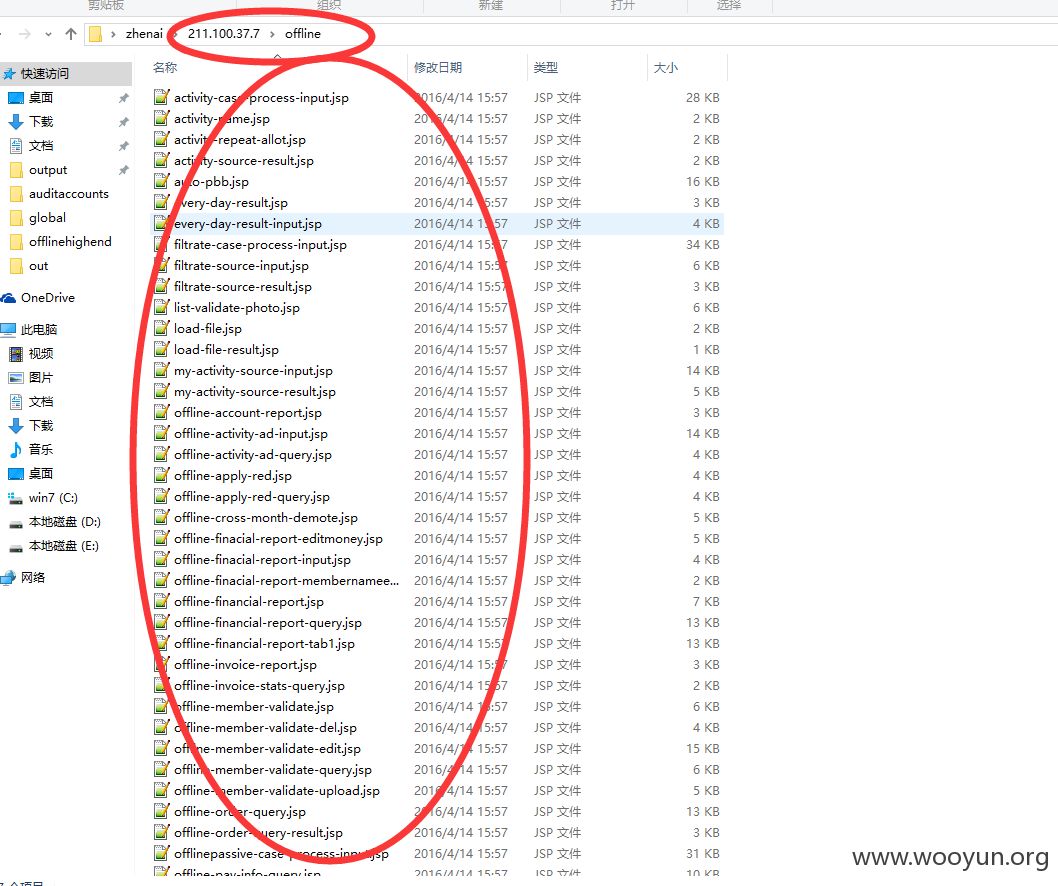 剪贴板 组织 新建 打开 选择
zhenai 211.100.37.7 offline
名称 修改日期 类型 大小
快速访问
桌面
下载
文档
output
auditaccounts
global
offlinehighend
out
OneDrive
此电脑
视频
图片
文档
下载
音乐
桌面
win7 (C:)
本地磁盘 (D:)
本地磁盘 (E:)
网络
activity-case-process-input.jsp 2016/4/14 15:57 JSP 文件 28 KB
activity-name.jsp 2016/4/14 15:57 JSP 文件 2 KB
activity-repeat-allot.jsp 2016/4/14 15:57 JSP 文件 2 KB
activity-source-result.jsp 2016/4/14 15:57 JSP 文件 2 KB
auto-pbb.jsp 2016/4/14 15:57 JSP 文件 16 KB
every-day-result.jsp 2016/4/14 15:57 JSP 文件 3 KB
every-day-result-input.jsp 2016/4/14 15:57 JSP 文件 4 KB
filtrate-case-process-input.jsp 2016/4/14 15:57 JSP 文件 34 KB
filtrate-source-input.jsp 2016/4/14 15:57 JSP 文件 6 KB
filtrate-source-result.jsp 2016/4/14 15:57 JSP 文件 3 KB
list-validate-photo.jsp 2016/4/14 15:57 JSP 文件 6 KB
load-file.jsp 2016/4/14 15:57 JSP 文件 2 KB
load-file-result.jsp 2016/4/14 15:57 JSP 文件 1 KB
my-activity-source-input.jsp 2016/4/14 15:57 JSP 文件 14 KB
my-activity-source-result.jsp 2016/4/14 15:57 JSP 文件 5 KB
offline-account-report.jsp 2016/4/14 15:57 JSP 文件 3 KB
offline-activity-ad-input.jsp 2016/4/14 15:57 JSP 文件 14 KB
offline-activity-ad-query.jsp 2016/4/14 15:57 JSP 文件 4 KB
offline-apply-red.jsp 2016/4/14 15:57 JSP 文件 4 KB
offline-apply-red-query.jsp 2016/4/14 15:57 JSP 文件 4 KB
offline-cross-month-demote.jsp 2016/4/14 15:57 JSP 文件 5 KB
offline-finacial-report-editmoney.jsp 2016/4/14 15:57 JSP 文件 5 KB
offline-finacial-report-input.jsp 2016/4/14 15:57 JSP 文件 4 KB
offline-finacial-report-membernamee... 2016/4/14 15:57 JSP 文件 2 KB
offline-financial-report.jsp 2016/4/14 15:57 JSP 文件 7 KB
offline-financial-report-query.jsp 2016/4/14 15:57 JSP 文件 13 KB
offline-financial-report-tab1.jsp 2016/4/14 15:57 JSP 文件 13 KB
offline-invoice-report.jsp 2016/4/14 15:57 JSP 文件 3 KB
offline-invoice-stats-query.jsp 2016/4/14 15:57 JSP 文件 2 KB
offline-member-validate.jsp 2016/4/14 15:57 JSP 文件 6 KB
offline-member-validate-del.jsp 2016/4/14 15:57 JSP 文件 4 KB
offline-member-validate-edit.jsp 2016/4/14 15:57 JSP 文件 15 KB
offline-member-validate-query.jsp 2016/4/14 15:57 JSP 文件 6 KB
offline-member-validate-upload.jsp 2016/4/14 15:57 JSP 文件 5 KB
offline-order-query.jsp 2016/4/14 15:57 JSP 文件 13 KB
offline-order-query-result.jsp 2016/4/14 15:57 JSP 文件 3 KB
offlinepassive-case-process-input.jsp 2016/4/14 15:57 JSP 文件 31 KB
offline-pay-info-query.jsp 2016/4/14 15:57 JSP 文件 10 KB
www.wooyun.org